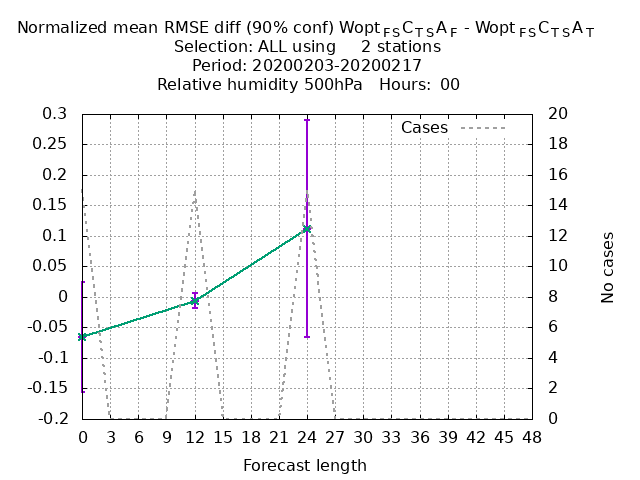 Normalized mean RMSE diff (90% conf) Wopt FS C T S A F - Wopt FS C T S A T
Selection: ALL using 2 stations
Period: 20200203-20200217
Relative humidity 500hPa Hours: 00
0.3
0.25
0.2
0.15
0.1
0.05
0
-0.05
-0.1
-0.15
-0.2
Cases
20
18
16
14
12
10
8
6
4
2
0
No cases
0 3 6 9 12 15 18 21 24 27 30 33 36 39 42 45 48
Forecast length